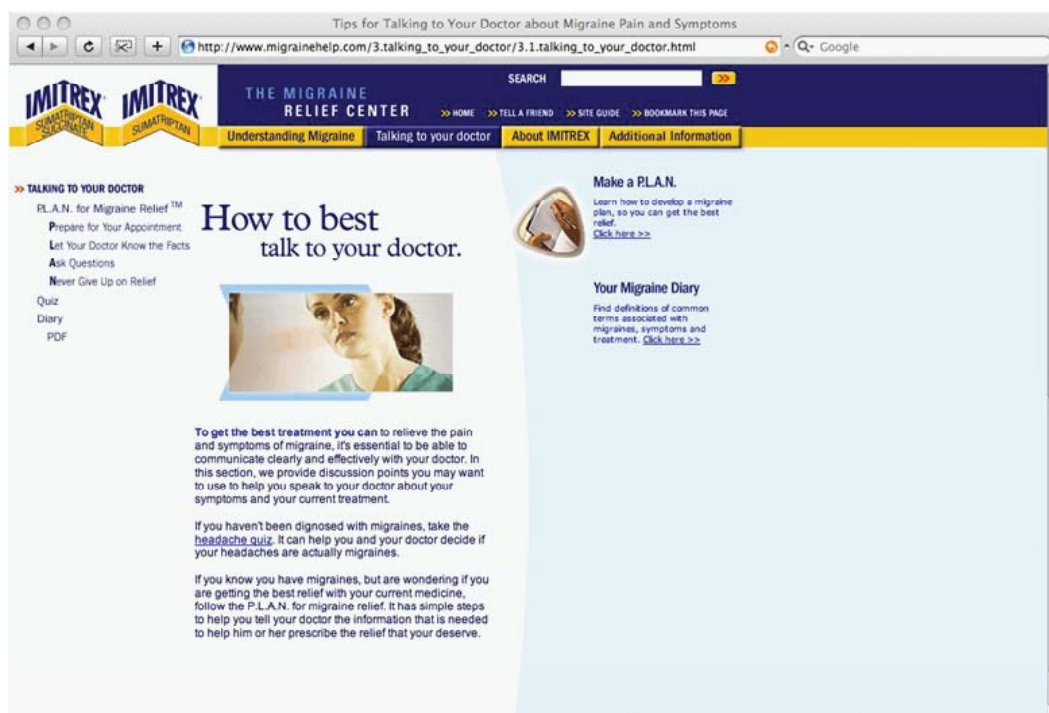 Tips for Talking to Your Doctor about Migraine Pain and Symptoms
http://www.migrainehelp.com/3.talking_to_your_doctor/3.1.talking_to_your_doctor.html
Google
IMITREX
SUMATRIPTAN
SUCCINATE
IMITREX
SUMATRIPTAN
THE MIGRAINE
RELIEF CENTER
SEARCH
>>
>> HOME >> TELL A FRIEND >> SITE GUIDE >> BOOKMARK THIS PAGE
Understanding Migraine Talking to your doctor About IMITREX Additional Information
>> TALKING TO YOUR DOCTOR
P.L.A.N. for Migraine Relief TM
Prepare for Your Appointment
Let Your Doctor Know the Facts
Ask Questions
Never Give Up on Relief
Quiz
Diary
PDF
How to best
talk to your doctor.
To get the best treatment you can to relieve the pain
and symptoms of migraine, it's essential to be able to
communicate clearly and effectively with your doctor. In
this section, we provide discussion points you may want
to use to help you speak to your doctor about your
symptoms and your current treatment.
If you haven't been dignosed with migraines, take the
headache quiz. It can help you and your doctor decide if
your headaches are actually migraines.
If you know you have migraines, but are wondering if you
are getting the best relief with your current medicine,
follow the P.L.A.N. for migraine relief. It has simple steps
to help you tell your doctor the information that is needed
to help him or her prescribe the relief that your deserve.
Make a P.L.A.N.
Learn how to develop a migraine
plan, so you can get the best
relief.
Click here >>
Your Migraine Diary
Find definitions of common
terms associated with
migraines, symptoms and
treatment. Click here >>